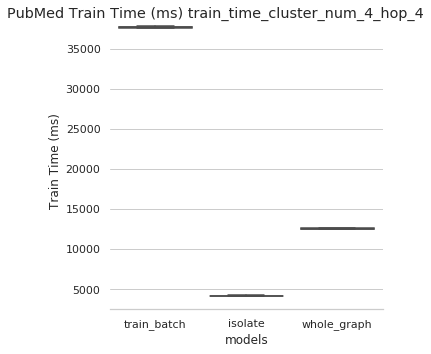 PubMed Train Time (ms) train_time_cluster_num_4_hop_4
35000
30000
25000
20000
15000
10000
5000
Train Time (ms)
train_batch
isolate
whole_graph
models